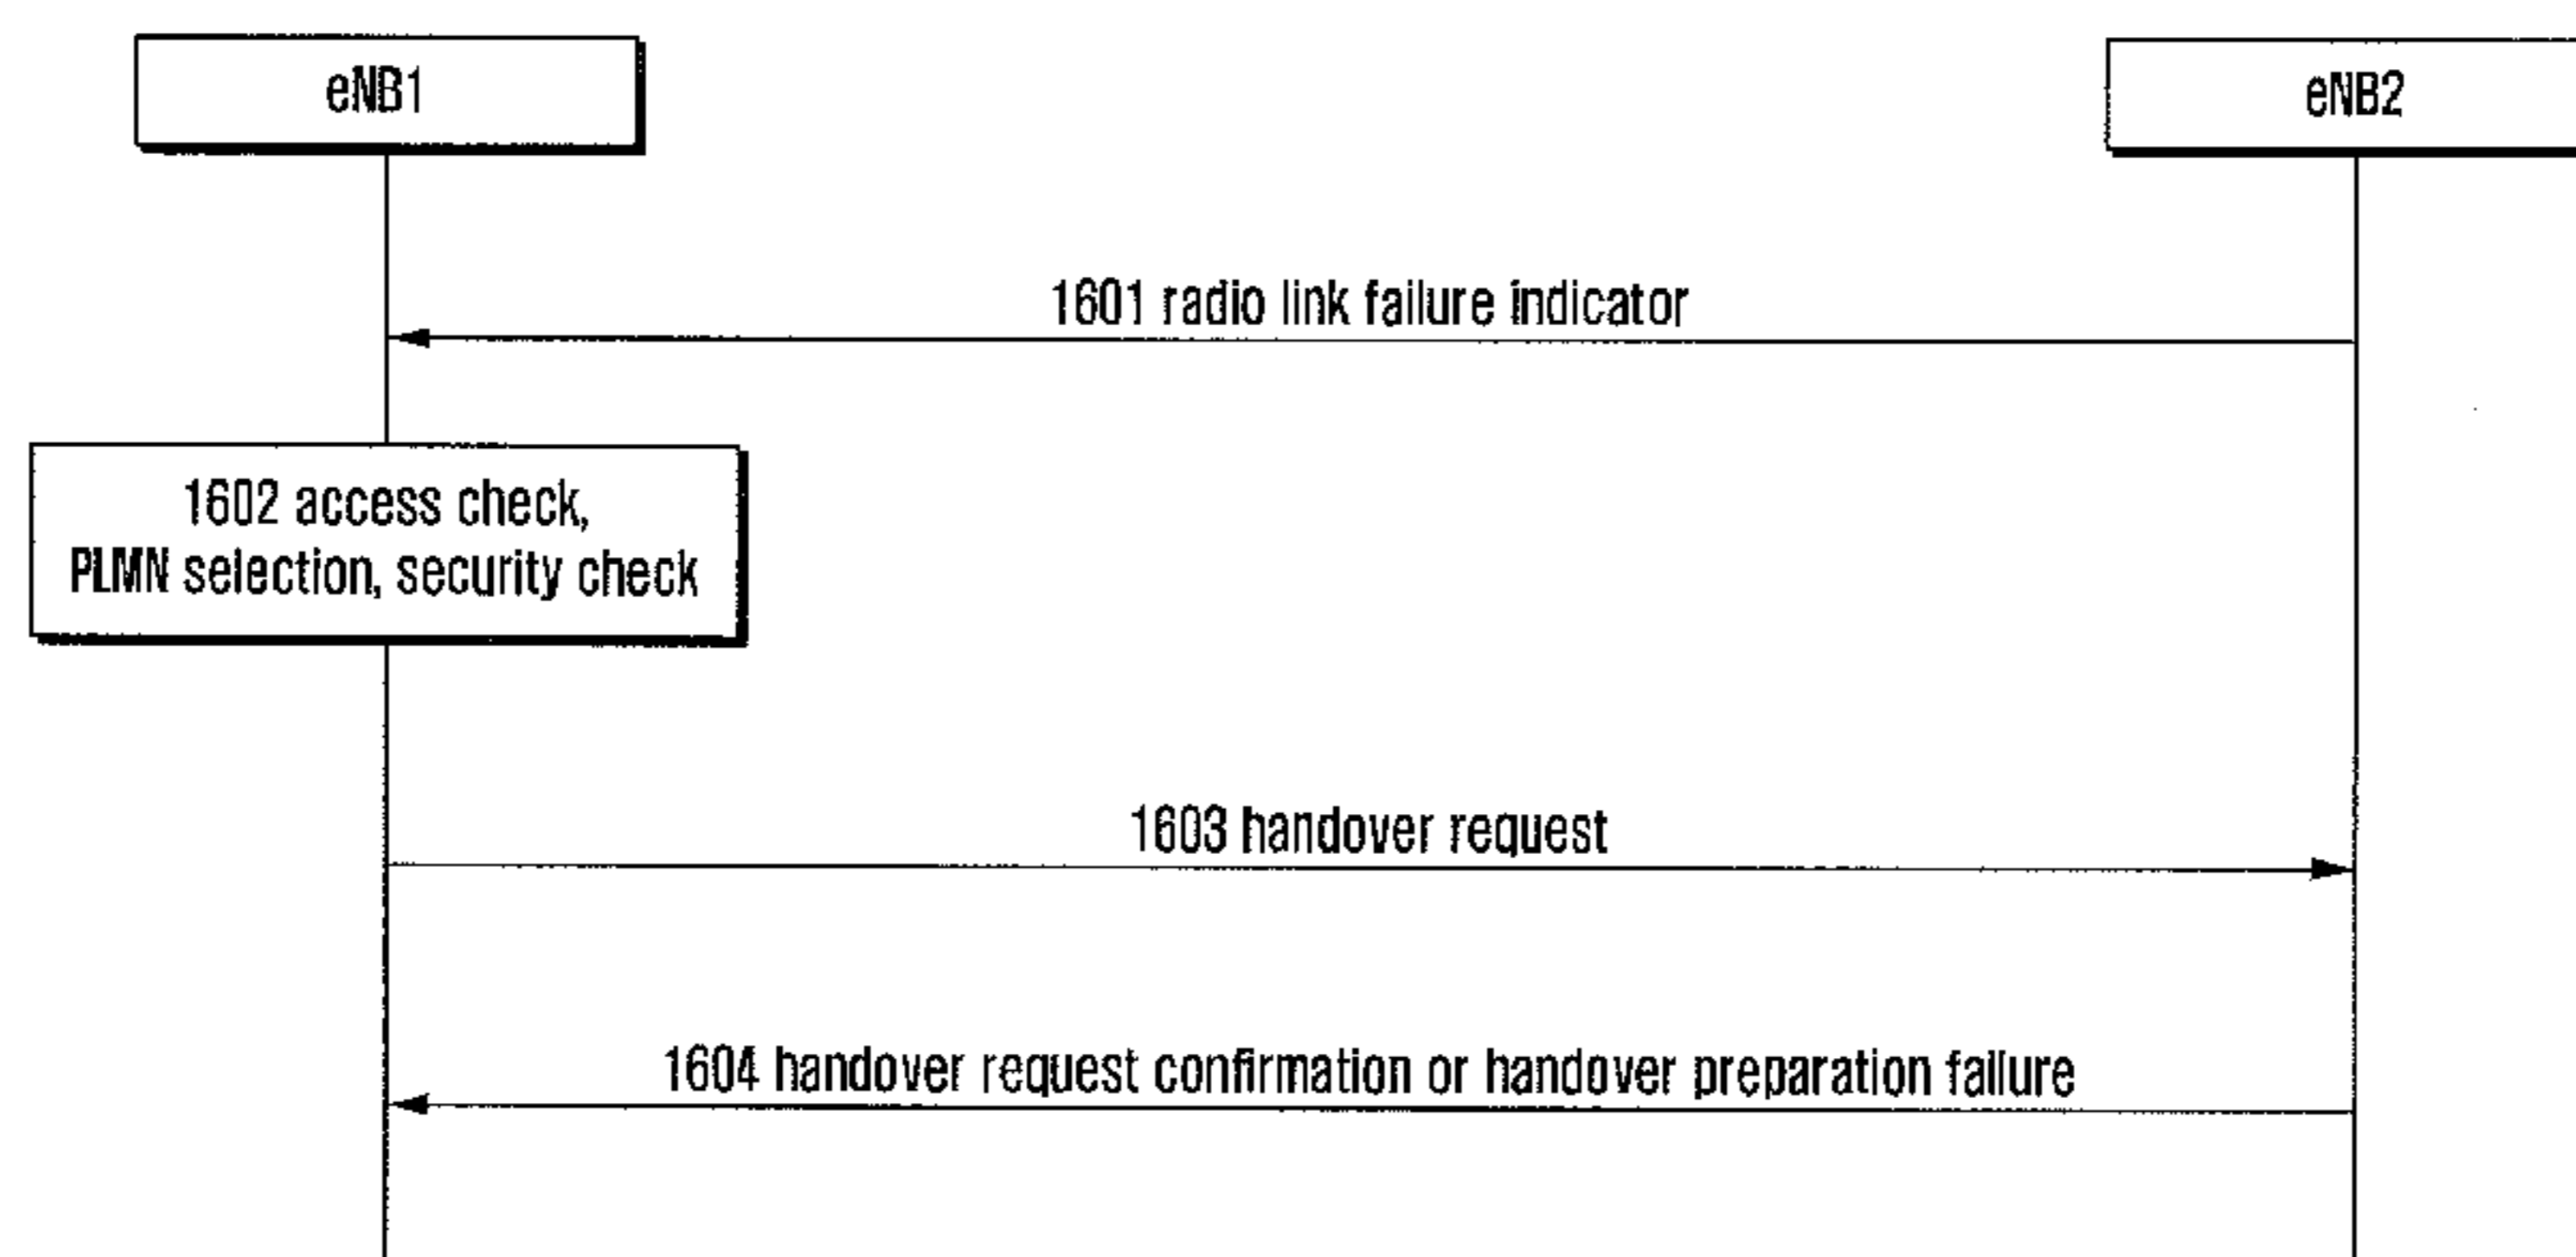 eNB1
eNB2
1601 radio link failure indicator
1602 access check,
PLMN selection, security check
1603 handover request
1604 handover request confirmation or handover preparation failure